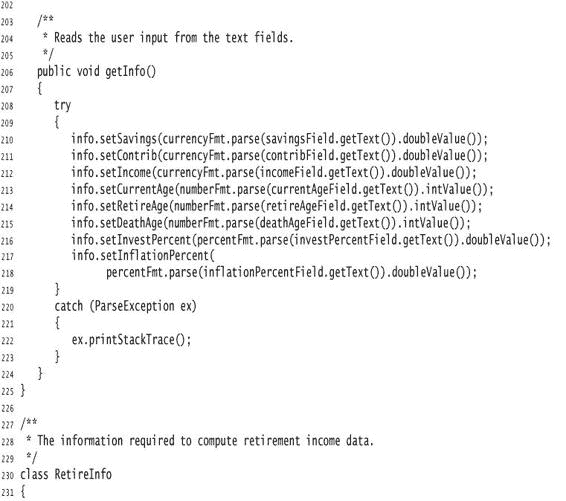 202
203    /**
204     * Reads the user input from the text fields.
205     */
206    public void getInfo()
207    {
208       try
209       {
210          info.setSavings(currencyFmt.parse(savingsField.getText()).doubleValue());
211          info.setContrib(currencyFmt.parse(contribField.getText()).doubleValue());
212          info.setIncome(currencyFmt.parse(incomeField.getText()).doubleValue());
213          info.setCurrentAge(numberFmt.parse(currentAgeField.getText()).intValue());
214          info.setRetireAge(numberFmt.parse(retireAgeField.getText()).intValue());
215          info.setDeathAge(numberFmt.parse(deathAgeField.getText()).intValue());
216          info.setInvestPercent(percentFmt.parse(investPercentField.getText()).doubleValue());
217          info.setInflationPercent(
218                percentFmt.parse(inflationPercentField.getText()).doubleValue());
219       }
220       catch (ParseException ex)
221       {
222          ex.printStackTrace();
223       }
224    }
225 }
226
227 /**
228  * The information required to compute retirement income data.
229  */
230 class RetireInfo
231 {